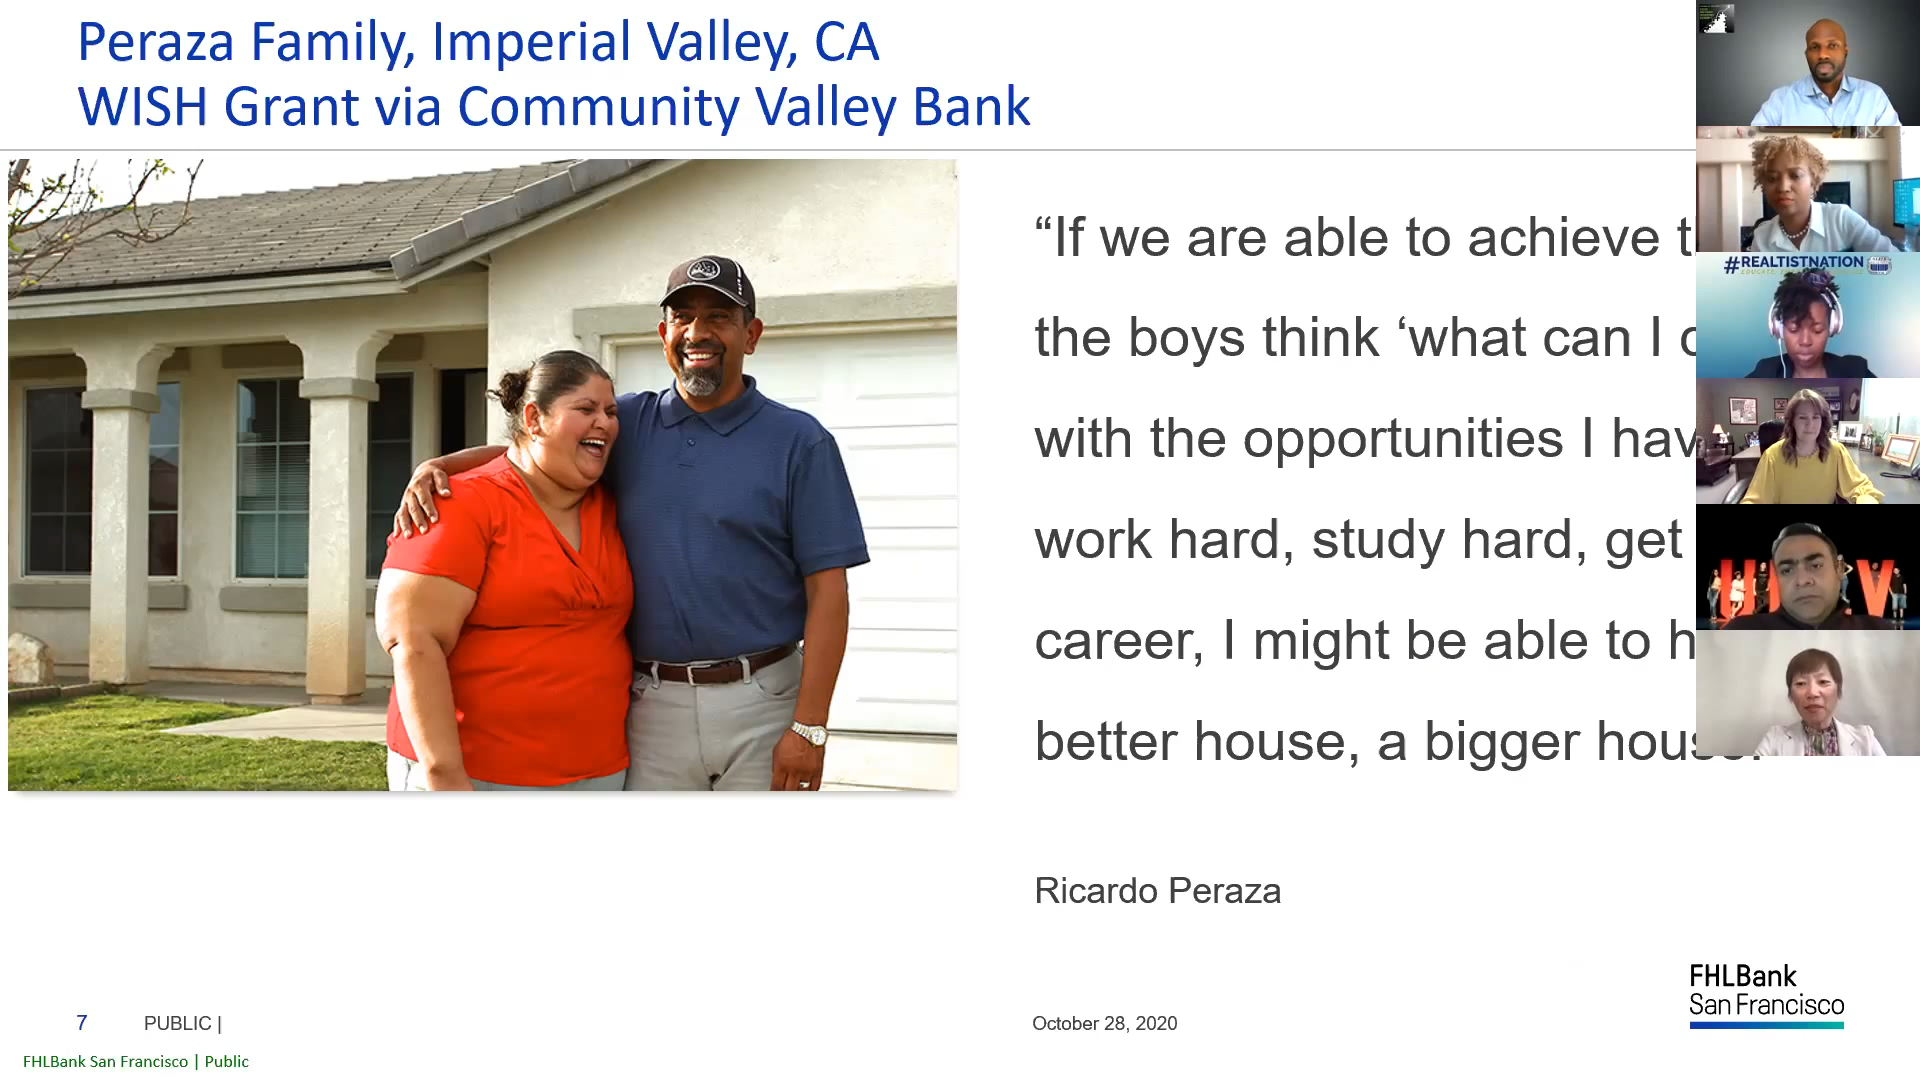 Peraza Family, Imperial Valley, CA
WISH Grant via Community Valley Bank
#REALTISTNATION
“If we are able to achieve
the boys think ‘what can I
with the opportunities I
work hard, study hard, get
career, I might be able to
better house, a bigger
Ricardo Peraza
FHLBank
San Francisco
7 PUBLIC | October 28, 2020
FHLBank San Francisco | Public